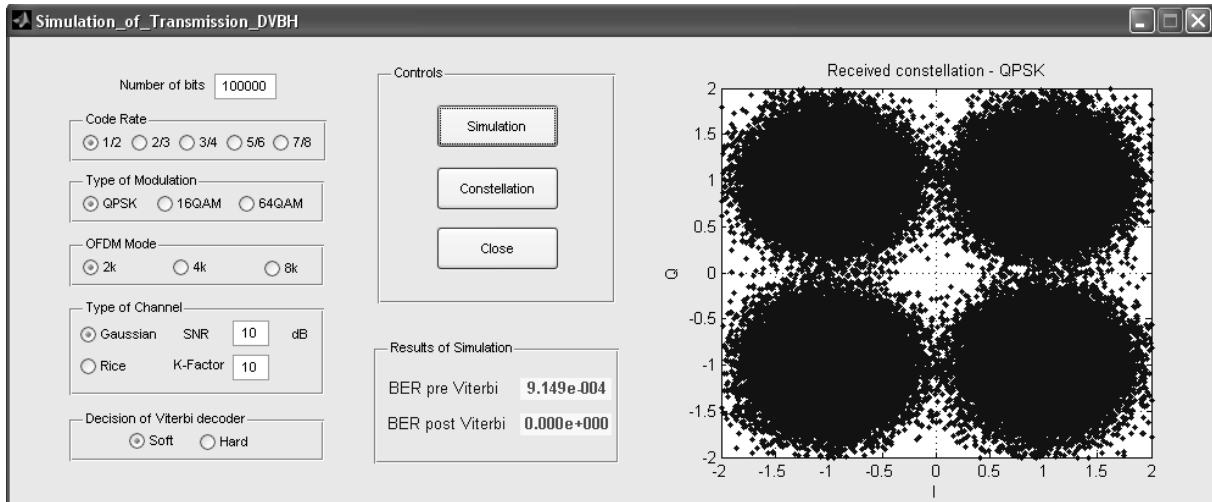 Simulation_of_Transmission_DVBH
Number of bits 100000
Code Rate
1/2 2/3 3/4 5/6 7/8
Type of Modulation
QPSK 16QAM 64QAM
OFDM Mode
2k 4k 8k
Type of Channel
Gaussian SNR 10 dB
Rice K-Factor 10
Decision of Viterbi decoder
Soft Hard
Controls
Simulation
Constellation
Close
Results of Simulation
BER pre Viterbi 9.149e-004
BER post Viterbi 0.000e+000
Received constellation - QPSK
2
1.5
1
0.5
0
-0.5
-1
-1.5
-2
Q
-2 -1.5 -1 -0.5 0 0.5 1 1.5 2
I